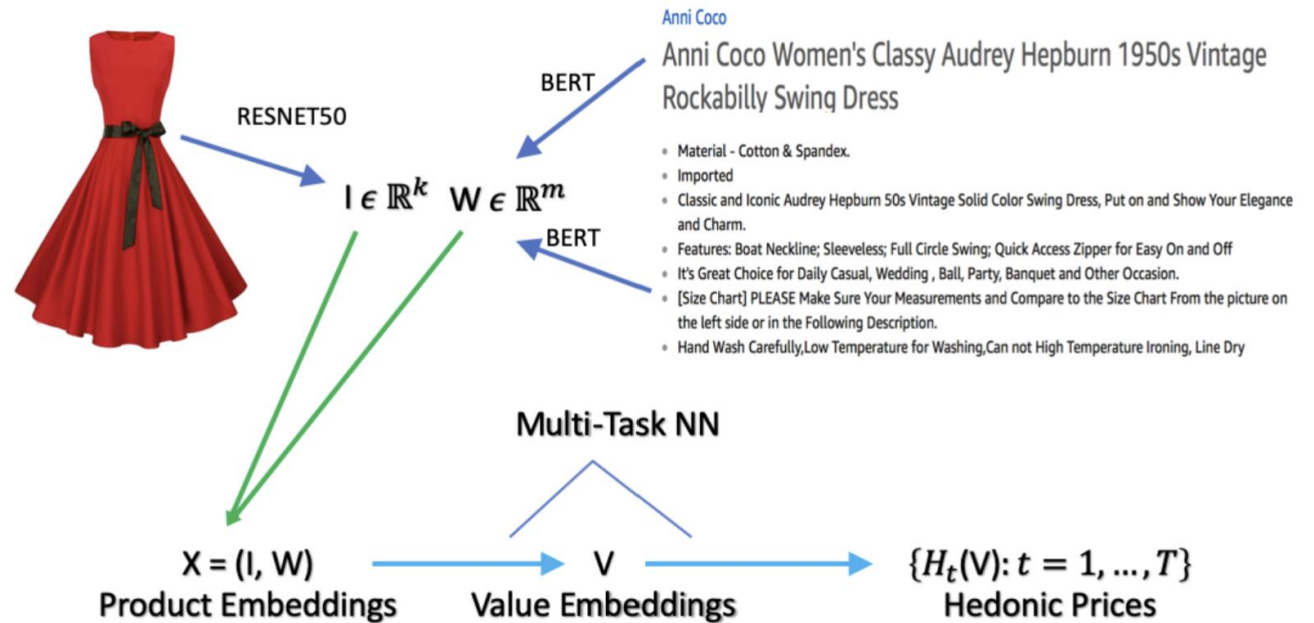 Anni Coco
Anni Coco Women's Classy Audrey Hepburn 1950s Vintage
Rockabilly Swing Dress
BERT
RESNET50
• Material - Cotton & Spandex.
• Imported
• Classic and Iconic Audrey Hepburn 50s Vintage Solid Color Swing Dress, Put on and Show Your Elegance
and Charm.
• Features: Boat Neckline; Sleeveless; Full Circle Swing; Quick Access Zipper for Easy On and Off
• It's Great Choice for Daily Casual, Wedding , Ball, Party, Banquet and Other Occasion.
• [Size Chart] PLEASE Make Sure Your Measurements and Compare to the Size Chart From the picture on
the left side or in the Following Description.
• Hand Wash Carefully,Low Temperature for Washing,Can not High Temperature Ironing, Line Dry
I ϵ ℝ^k W ϵ ℝ^m
BERT
Multi-Task NN
X = (I, W)
Product Embeddings
V
Value Embeddings
{H_t(V): t = 1, ..., T}
Hedonic Prices